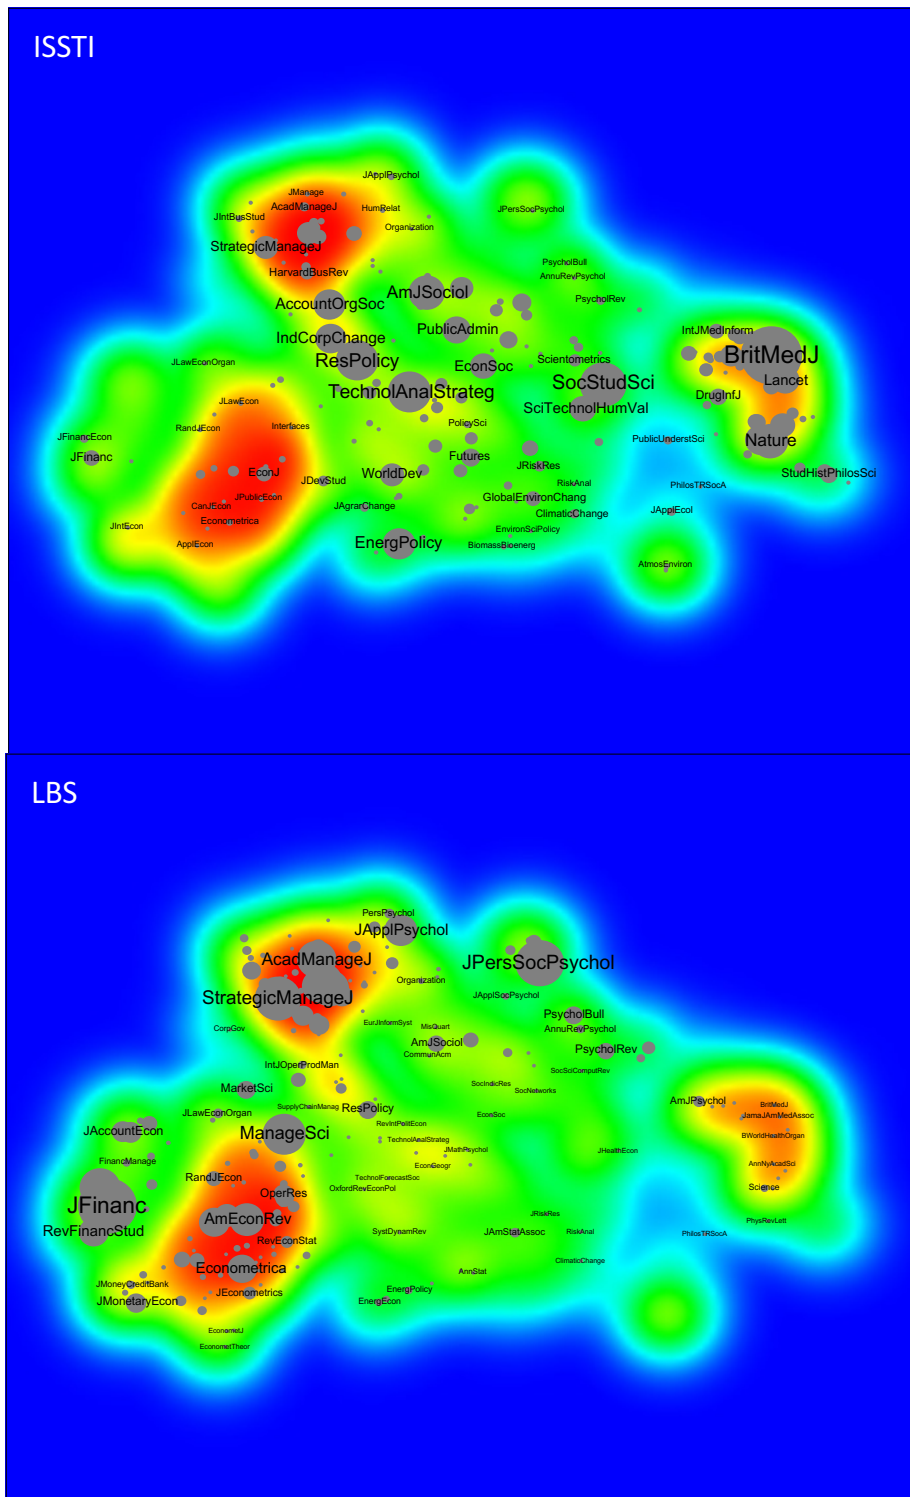 ISSTI
JApplPsychol
JManage
AcadManageJ
HumRelat
JPersSocPsychol
JIntBusStud
Organization
StrategicManageJ
PsycholBull
HarvardBusRev
AnnuRevPsychol
AmJSociol
PsycholRev
AccountOrgSoc
PublicAdmin
IntJMedInform
IndCorpChange
BritMedJ
ResPolicy
Scientometrics
JLawEconOrgan
EconSoc
SocStudSci
Lancet
TechnolAnalStrateg
DrugInfJ
JLawEcon
SciTechnolHumVal
PolicySci
RandJEcon
Interfaces
JFinancEcon
PublicUnderstSci
Nature
JFinanc
Futures
JRiskRes
EconJ
WorldDev
StudHistPhilosSci
JDevStud
RiskAnal
PhilosTRSocA
JPublicEcon
GlobalEnvironChang
CanJEcon
JAgranChange
ClimaticChange
JApplEcol
Econometrica
JIntEcon
EnvironSciPolicy
ApplEcon
EnergPolicy
BiomassBioenerg
AtmosEnviron
LBS
PersPsychol
JApplPsychol
AcadManageJ
JPersSocPsychol
Organization
StrategicManageJ
JApplSocPsychol
PsycholBull
EurJInformSyst
CorpGov
MisQuart
AnnuRevPsychol
AmJSociol
PsycholRev
CommunAcm
IntJOperProdMan
SocSciComputRev
MarketSci
SocIndicRes
SocNetworks
AmJPsychol
BritMedJ
SupplyChainManag
ResPolicy
JLawEconOrgan
EconSoc
JamaJAmMedAssoc
RevIntPolitEcon
JAccountEcon
ManageSci
TechnolAnalStrateg
BWorldHealthOrgan
JMathPsychol
JHealthEcon
FinancManage
EconGeogr
AnnNyAcadSci
RandJEcon
TechnolForecastSoc
OxfordRevEconPol
Science
OperRes
JFinanc
JRiskRes
AmEconRev
PhysRevLett
RevFinancStud
SystDynamRev
JAmStatAssoc
RiskAnal
PhilosTRSocA
RevEconStat
ClimaticChange
Econometrica
AnnStat
JMoneyCreditBank
EnergPolicy
JEconometrics
JMonetaryEcon
EnergEcon
EconometJ
EconometTheor